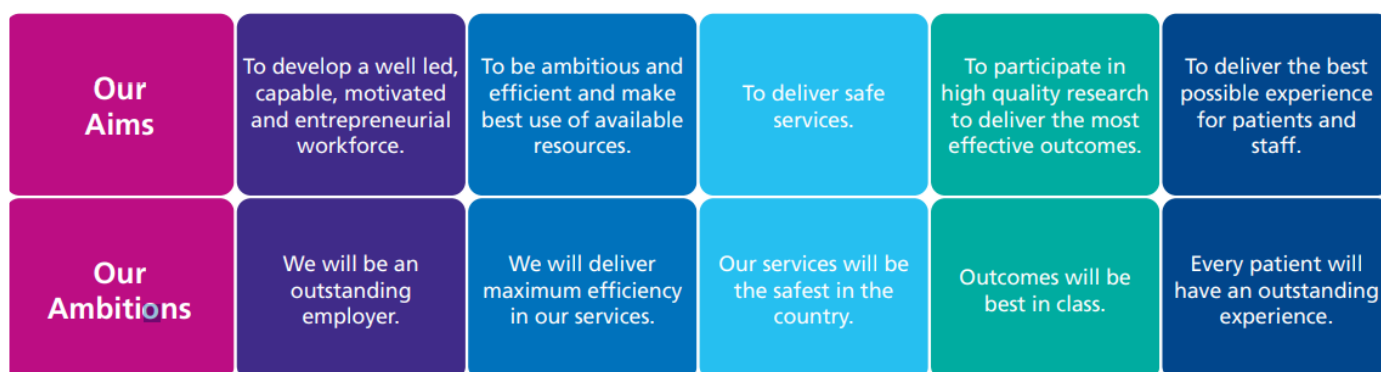 Our
Aims
To develop a well led,
capable, motivated
and entrepreneurial
workforce.
To be ambitious and
efficient and make
best use of available
resources.
To deliver safe
services.
To participate in
high quality research
to deliver the most
effective outcomes.
To deliver the best
possible experience
for patients and
staff.
Our
Ambitions
We will be an
outstanding
employer.
We will deliver
maximum efficiency
in our services.
Our services will be
the safest in the
country.
Outcomes will be
best in class.
Every patient will
have an outstanding
experience.